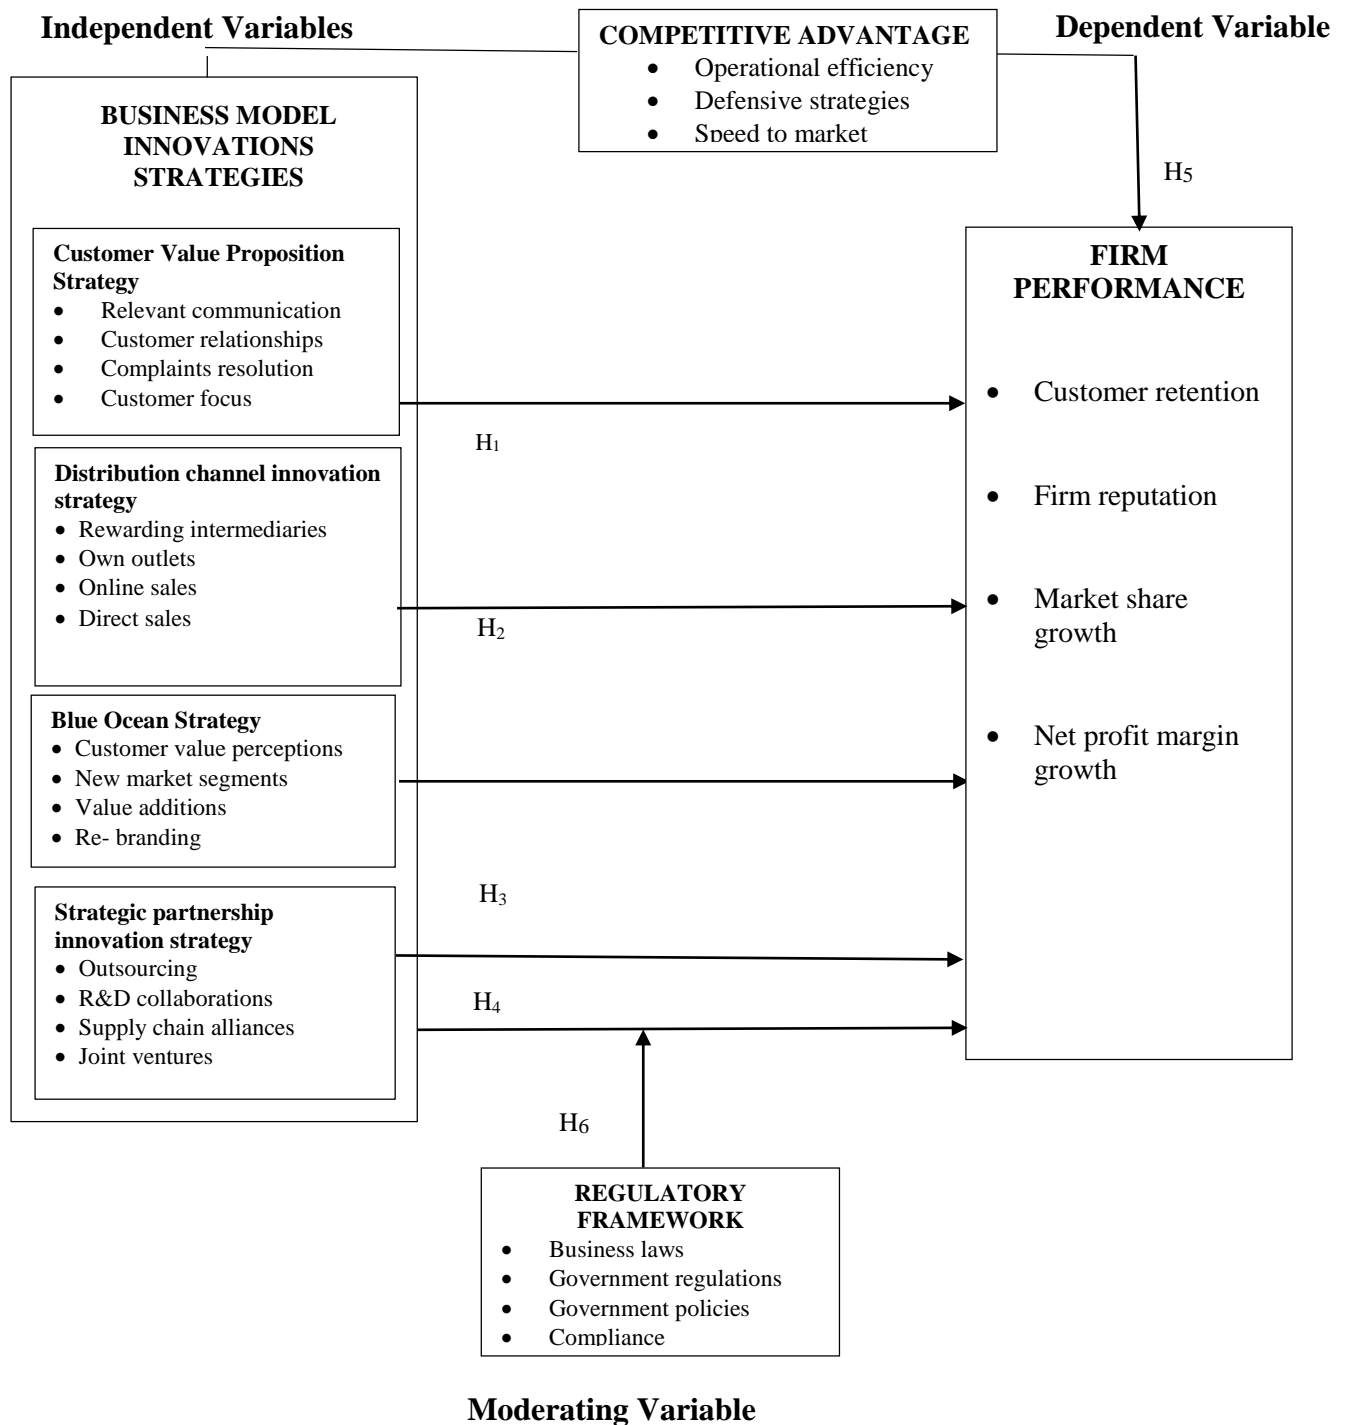 Independent Variables
COMPETITIVE ADVANTAGE
• Operational efficiency
• Defensive strategies
• Speed to market
Dependent Variable
BUSINESS MODEL
INNOVATIONS
STRATEGIES
H5
Customer Value Proposition
Strategy
• Relevant communication
• Customer relationships
• Complaints resolution
• Customer focus
H1
Distribution channel innovation
strategy
• Rewarding intermediaries
• Own outlets
• Online sales
• Direct sales
H2
Blue Ocean Strategy
• Customer value perceptions
• New market segments
• Value additions
• Re- branding
H3
Strategic partnership
innovation strategy
• Outsourcing
• R&D collaborations
• Supply chain alliances
• Joint ventures
H4
FIRM
PERFORMANCE
• Customer retention
• Firm reputation
• Market share
growth
• Net profit margin
growth
H6
REGULATORY
FRAMEWORK
• Business laws
• Government regulations
• Government policies
• Compliance
Moderating Variable